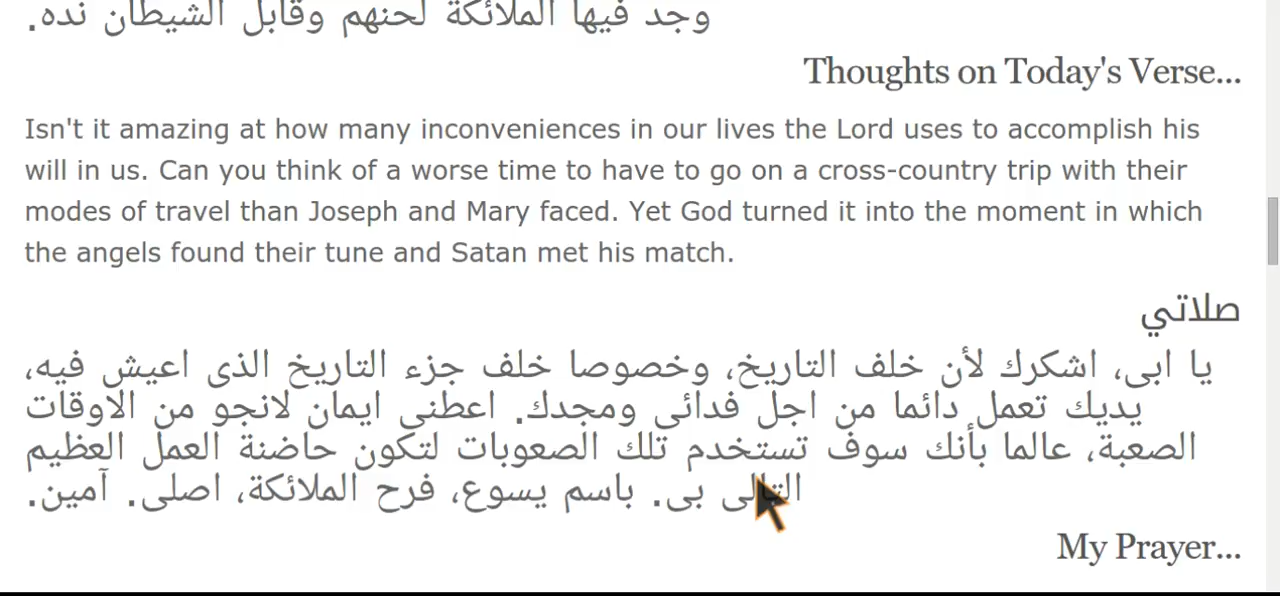 وجد فيها الملائكة لحنهم وقابل الشيطان نده.
Thoughts on Today's Verse...
Isn't it amazing at how many inconveniences in our lives the Lord uses to accomplish his
will in us. Can you think of a worse time to have to go on a cross-country trip with their
modes of travel than Joseph and Mary faced. Yet God turned it into the moment in which
the angels found their tune and Satan met his match.
صلاتي
يا ابى، اشكرك لأن خلف التاريخ، وخصوصا خلف جزء التاريخ الذى اعيش فيه،
يديك تعمل دائما من اجل فدائى ومجدك. اعطنى ايمان لانجو من الاوقات
الصعبة، عالما بأنك سوف تستخدم تلك الصعوبات لتكون حاضنة العمل العظيم
التالى بى. باسم يسوع، فرح الملائكة، اصلى. آمين.
My Prayer...